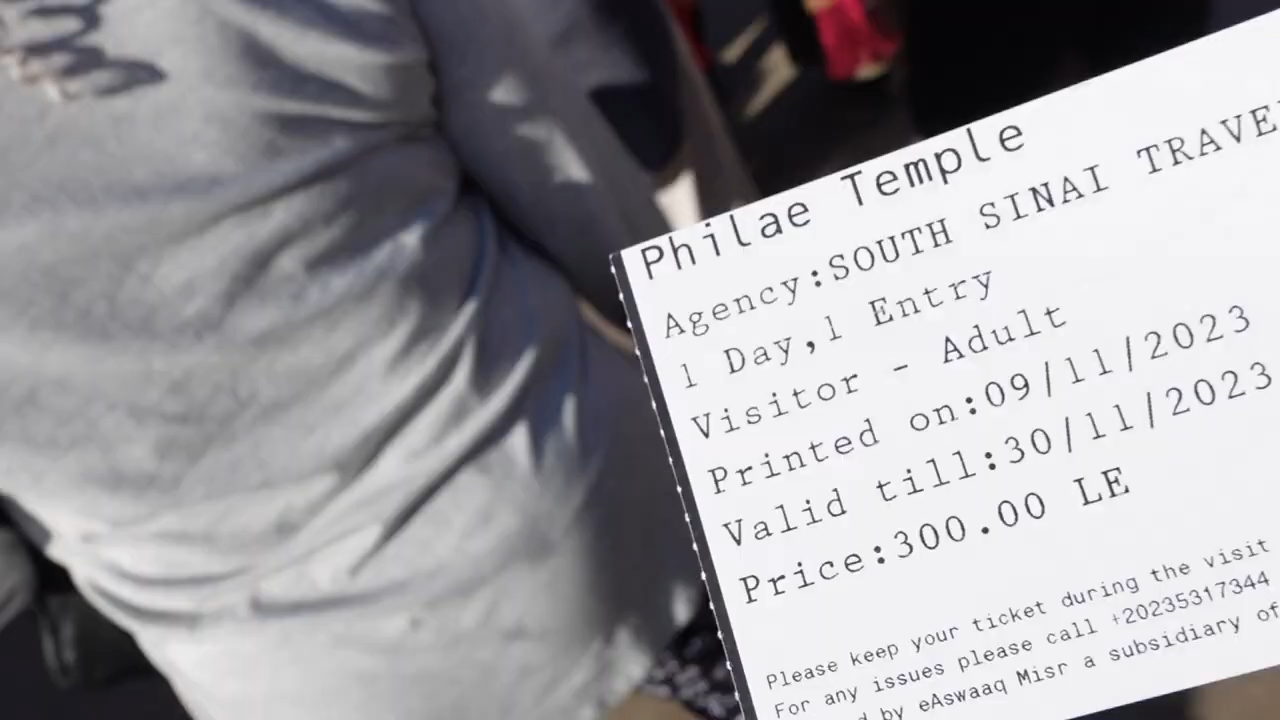 Philae Temple
Agency:SOUTH SINAI
1 Day,1 Entry
Visitor - Adult
Printed on:09/11/2023
Valid till:30/11/2023
Price:300.00 LE
Please keep your ticket during the visit
For any issues please call +20235317344
by eAswaaq Misr a subsidiary of